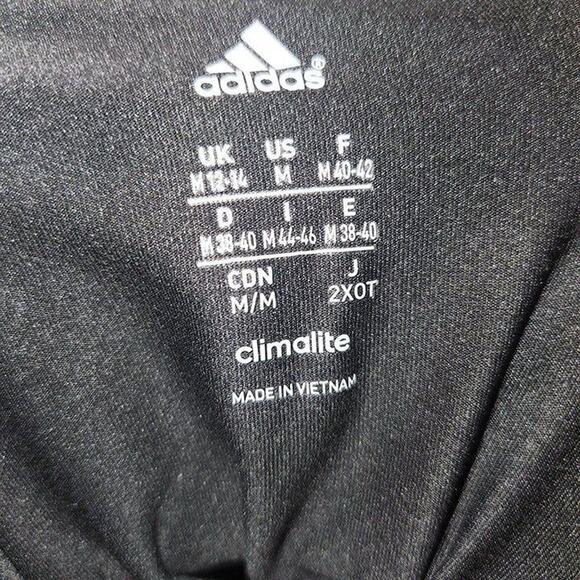 adidas®
UK US F
M 12-14 M M 40-42
D I E
M 38-40 M 44-46 M 38-40
CDN J
M/M 2XOT
climalite
MADE IN VIETNAM